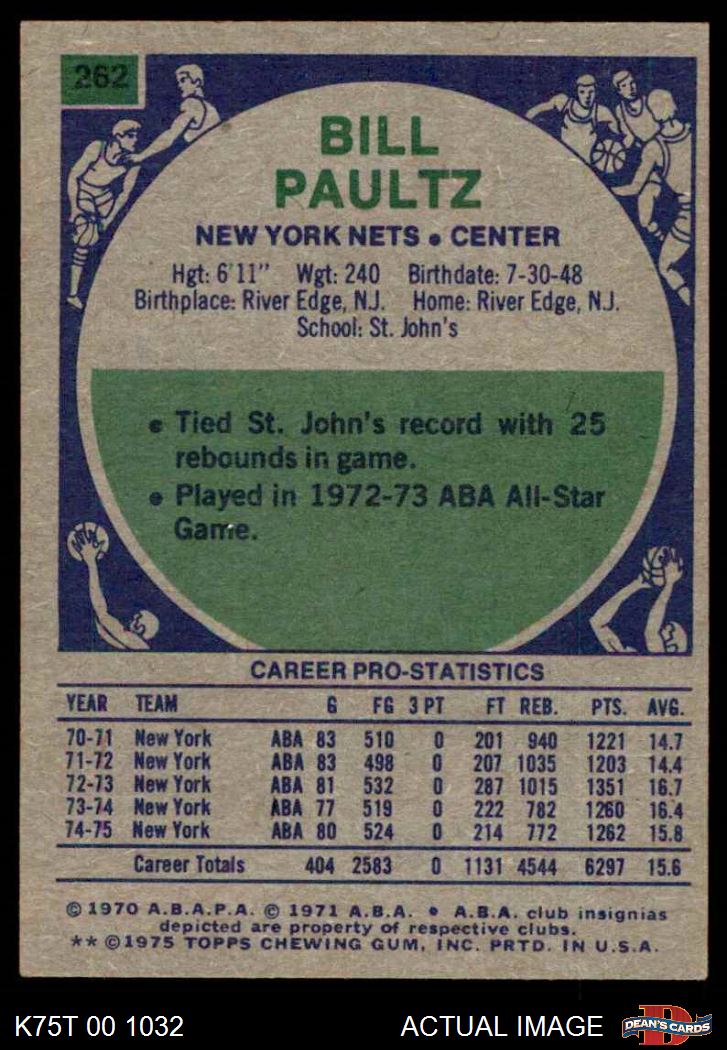 262
BILL
PAULTZ
NEW YORK NETS • CENTER
Hgt: 6'11" Wgt: 240 Birthdate: 7-30-48
Birthplace: River Edge, N.J. Home: River Edge, N.J.
School: St. John's
• Tied St. John's record with 25
rebounds in game.
• Played in 1972-73 ABA All-Star
Game.
CAREER PRO-STATISTICS
YEAR TEAM G FG 3 PT FT REB. PTS. AVG.
70-71 New York ABA 83 510 0 201 940 1221 14.7
71-72 New York ABA 83 498 0 207 1035 1203 14.4
72-73 New York ABA 81 532 0 287 1015 1351 16.7
73-74 New York ABA 77 519 0 222 782 1260 16.4
74-75 New York ABA 80 524 0 214 772 1262 15.8
Career Totals 404 2583 0 1131 4544 6297 15.6
© 1970 A.B.A.P.A. © 1971 A.B.A. • A.B.A. club insignias
depicted are property of respective clubs.
** ©1975 TOPPS CHEWING GUM, INC. PRTD. IN U.S.A.
K75T 00 1032 ACTUAL IMAGE
D
DEAN'S CARDS